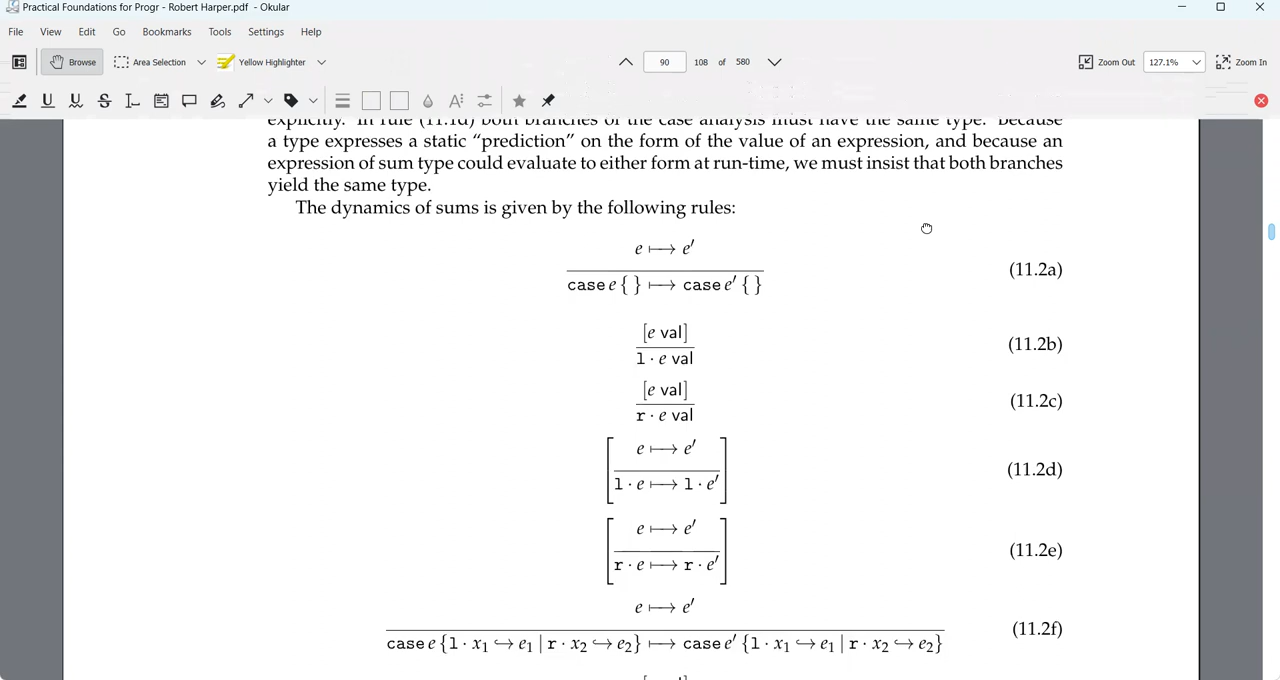 Practical Foundations for Progr - Robert Harper.pdf - Okular
File View Edit Go Bookmarks Tools Settings Help
Browse Area Selection Yellow Highlighter 90 108 of 580 Zoom Out 127.1% Zoom In
explicitly. In rule (11.1d) both branches of the case analysis must have the same type. Because
a type expresses a static “prediction” on the form of the value of an expression, and because an
expression of sum type could evaluate to either form at run-time, we must insist that both branches
yield the same type.
The dynamics of sums is given by the following rules:
e ⟼ e′
case e { } ⟼ case e′ { }
(11.2a)
[e val]
l · e val
(11.2b)
[e val]
r · e val
(11.2c)
e ⟼ e′
l · e ⟼ l · e′
(11.2d)
e ⟼ e′
r · e ⟼ r · e′
(11.2e)
e ⟼ e′
case e {l · x₁ ↪ e₁ | r · x₂ ↪ e₂} ⟼ case e′ {l · x₁ ↪ e₁ | r · x₂ ↪ e₂}
(11.2f)